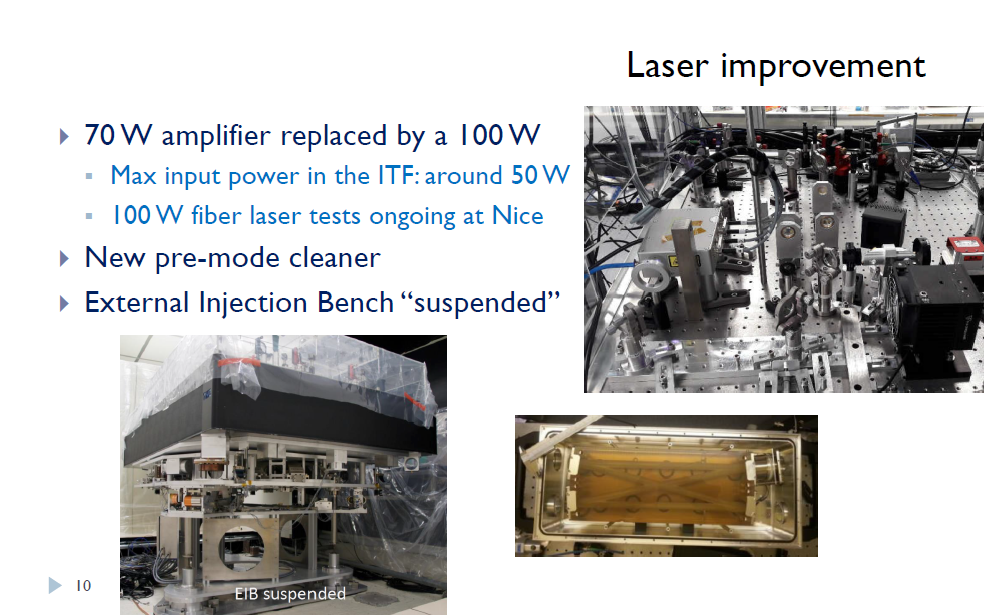 Laser improvement
70 W amplifier replaced by a 100 W
Max input power in the ITF: around 50 W
100 W fiber laser tests ongoing at Nice
New pre-mode cleaner
External Injection Bench “suspended”
EIB suspended
10